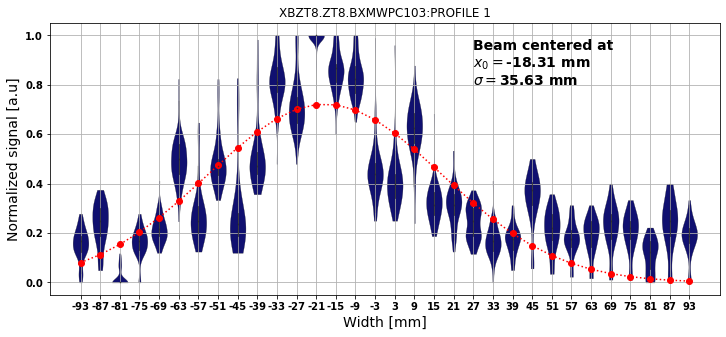 XBZT8.ZT8.BXMWPC103:PROFILE 1
Beam centered at
x₀ = -18.31 mm
σ = 35.63 mm
Normalized signal [a.u]
1.0
0.8
0.6
0.4
0.2
0.0
-93 -87 -81 -75 -69 -63 -57 -51 -45 -39 -33 -27 -21 -15 -9 -3 3 9 15 21 27 33 39 45 51 57 63 69 75 81 87 93
Width [mm]